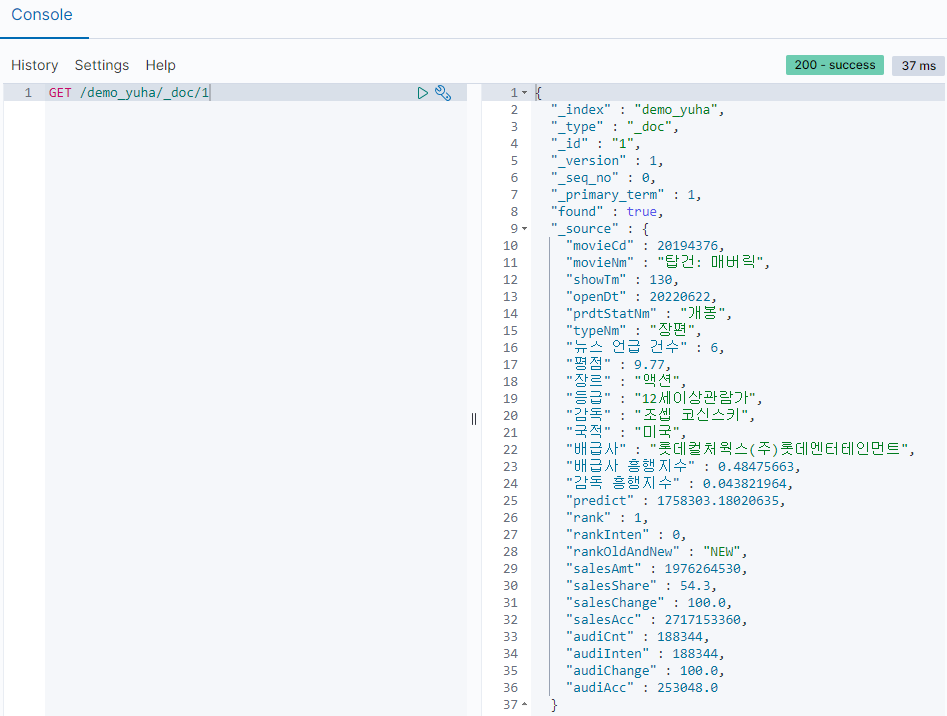 Console
History Settings Help
200 - success 37 ms
1 GET /demo_yuha/_doc/1
1 {
2 "_index" : "demo_yuha",
3 "_type" : "_doc",
4 "_id" : "1",
5 "_version" : 1,
6 "_seq_no" : 0,
7 "_primary_term" : 1,
8 "found" : true,
9 "_source" : {
10 "movieCd" : 20194376,
11 "movieNm" : "탑건: 매버릭",
12 "showTm" : 130,
13 "openDt" : 20220622,
14 "prdtStatNm" : "개봉",
15 "typeNm" : "장편",
16 "뉴스 언급 건수" : 6,
17 "평점" : 9.77,
18 "장르" : "액션",
19 "등급" : "12세이상관람가",
20 "감독" : "조셉 코신스키",
21 "국적" : "미국",
22 "배급사" : "롯데컬처웍스(주)롯데엔터테인먼트",
23 "배급사 흥행지수" : 0.48475663,
24 "감독 흥행지수" : 0.043821964,
25 "predict" : 1758303.18020635,
26 "rank" : 1,
27 "rankInten" : 0,
28 "rankOldAndNew" : "NEW",
29 "salesAmt" : 1976264530,
30 "salesShare" : 54.3,
31 "salesChange" : 100.0,
32 "salesAcc" : 2717153360,
33 "audiCnt" : 188344,
34 "audiInten" : 188344,
35 "audiChange" : 100.0,
36 "audiAcc" : 253048.0
37 }